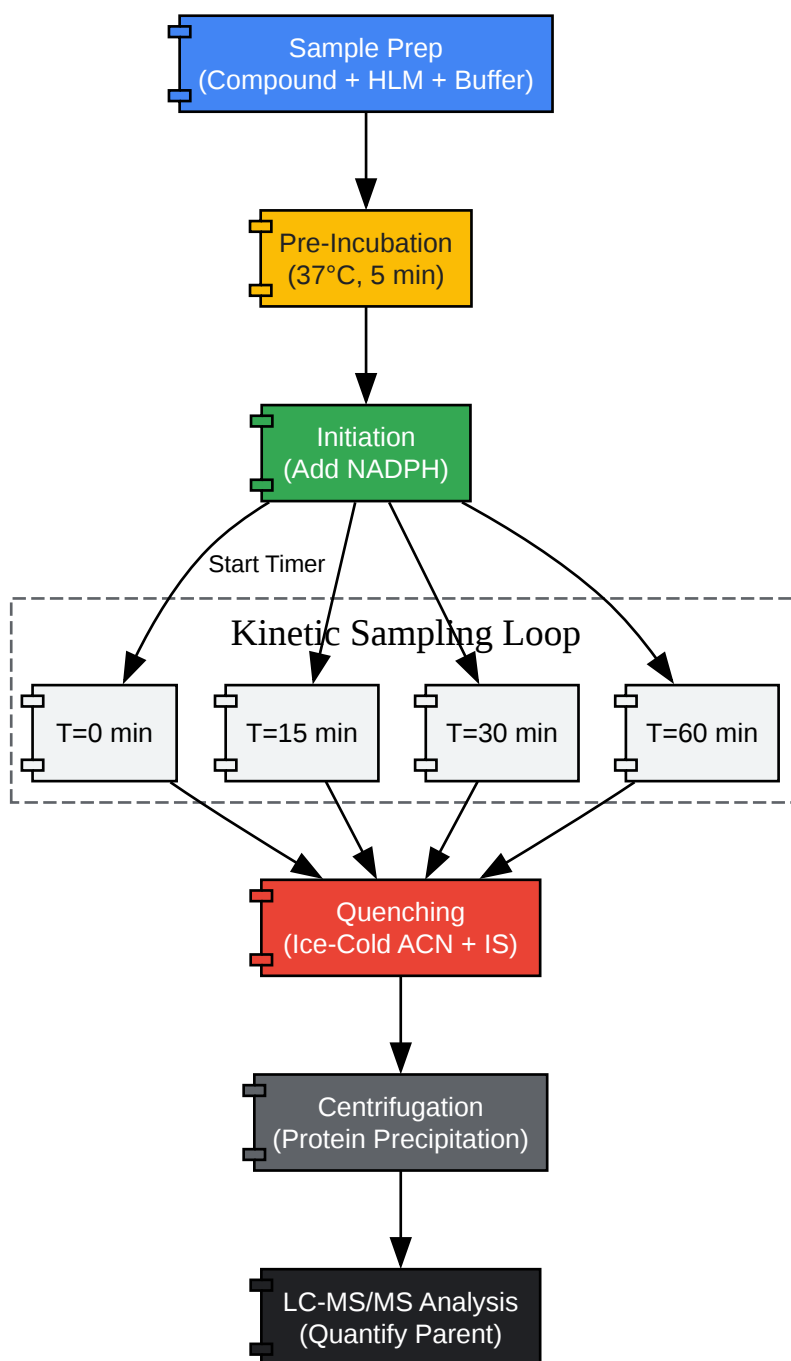 Sample Prep
(Compound + HLM + Buffer)
Pre-Incubation
(37°C, 5 min)
Initiation
(Add NADPH)
Start Timer
Kinetic Sampling Loop
T=0 min
T=15 min
T=30 min
T=60 min
Quenching
(Ice-Cold ACN + IS)
Centrifugation
(Protein Precipitation)
LC-MS/MS Analysis
(Quantify Parent)